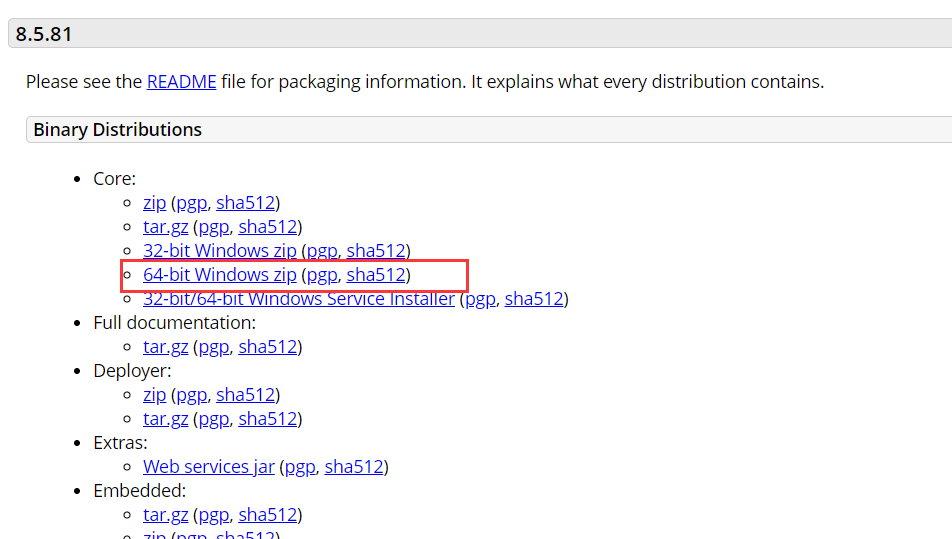 8.5.81
Please see the README file for packaging information. It explains what every distribution contains.
Binary Distributions
Core:
zip (pgp, sha512)
tar.gz (pgp, sha512)
32-bit Windows zip (pgp, sha512)
64-bit Windows zip (pgp, sha512)
32-bit/64-bit Windows Service Installer (pgp, sha512)
Full documentation:
tar.gz (pgp, sha512)
Deployer:
zip (pgp, sha512)
tar.gz (pgp, sha512)
Extras:
Web services jar (pgp, sha512)
Embedded:
tar.gz (pgp, sha512)
zip (pgp, sha512)